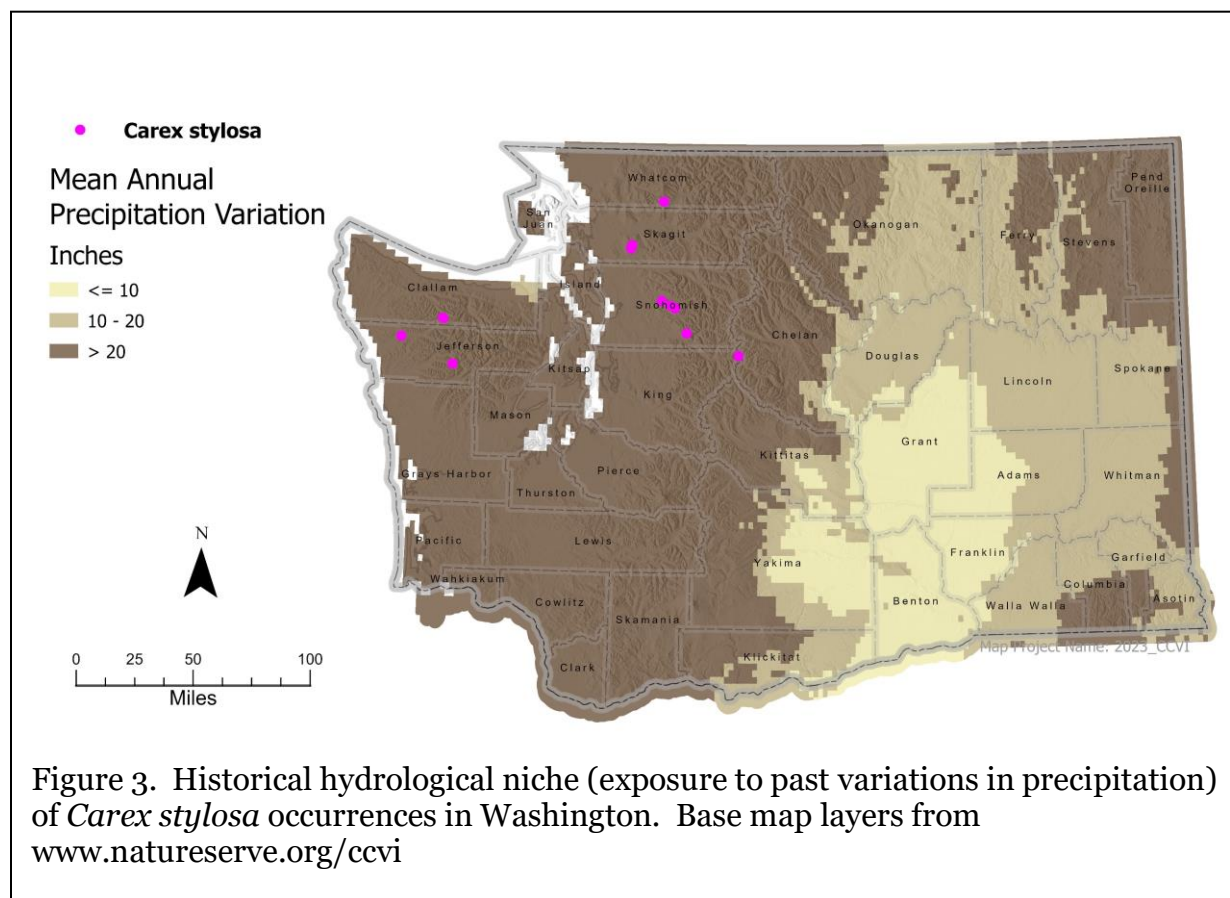 Carex stylosa
Mean Annual
Precipitation Variation
Inches
<= 10
10 - 20
> 20
N
0 25 50 100
Miles
Whatcom
Pend
Oreille
San
Juan
Skagit
Okanogan
Ferry
Stevens
Clallam
Island
Snohomish
Chelan
Jefferson
Douglas
Kitsap
Lincoln
Spokane
King
Mason
Grant
Kittitas
Grays Harbor
Pierce
Adams
Whitman
Thurston
Pacific
Lewis
Yakima
Franklin
Garfield
Wahkiakum
Columbia
Cowlitz
Benton
Walla Walla
Asotin
Skamania
Map Project Name: 2023_CCVI
Klickitat
Clark
Figure 3. Historical hydrological niche (exposure to past variations in precipitation)
of Carex stylosa occurrences in Washington. Base map layers from
www.natureserve.org/ccvi